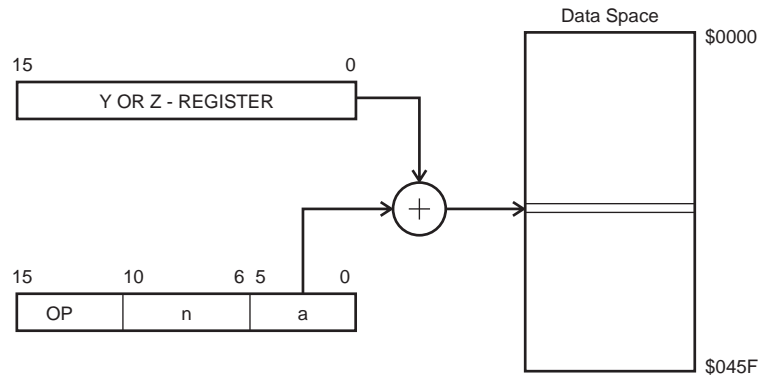 Data Space
$0000
15 0
Y OR Z - REGISTER
+
15 10 6 5 0
OP n a
$045F